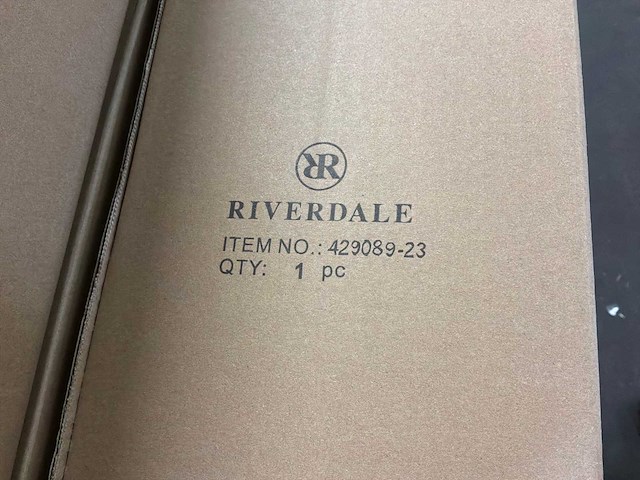 RR
RIVERDALE
ITEM NO.: 429089-23
QTY: 1 pc